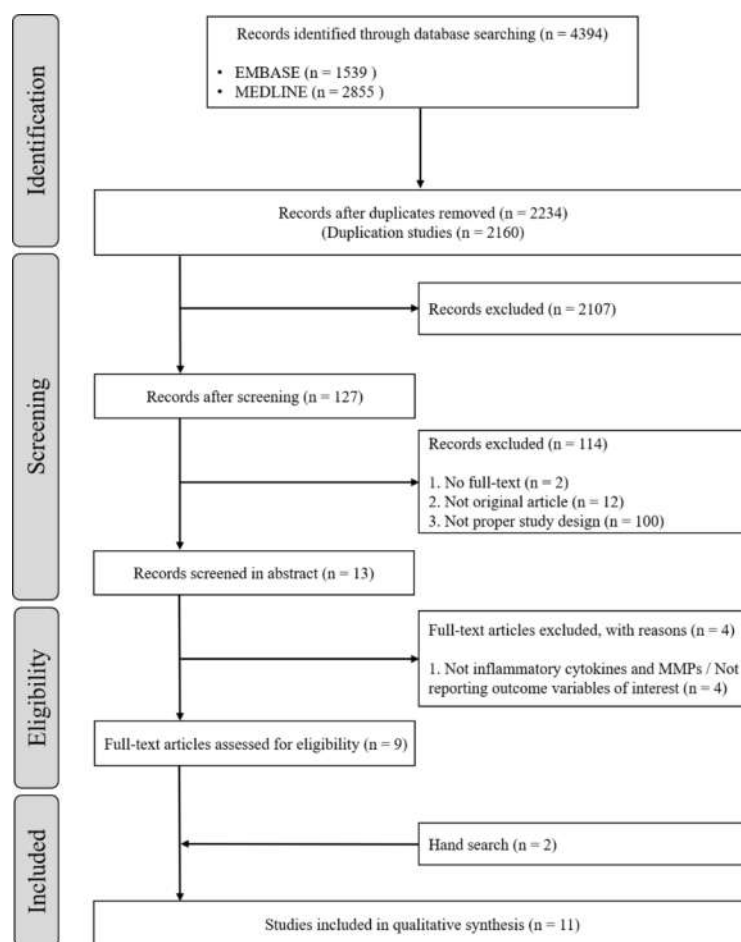 Identification
Records identified through database searching (n = 4394)
• EMBASE (n = 1539 )
• MEDLINE (n = 2855 )
Records after duplicates removed (n = 2234)
(Duplication studies (n = 2160)
Screening
Records excluded (n = 2107)
Records after screening (n = 127)
Records excluded (n = 114)
1. No full-text (n = 2)
2. Not original article (n = 12)
3. Not proper study design (n = 100)
Records screened in abstract (n = 13)
Eligibility
Full-text articles excluded, with reasons (n = 4)
1. Not inflammatory cytokines and MMPs / Not
reporting outcome variables of interest (n = 4)
Full-text articles assessed for eligibility (n = 9)
Included
Hand search (n = 2)
Studies included in qualitative synthesis (n = 11)